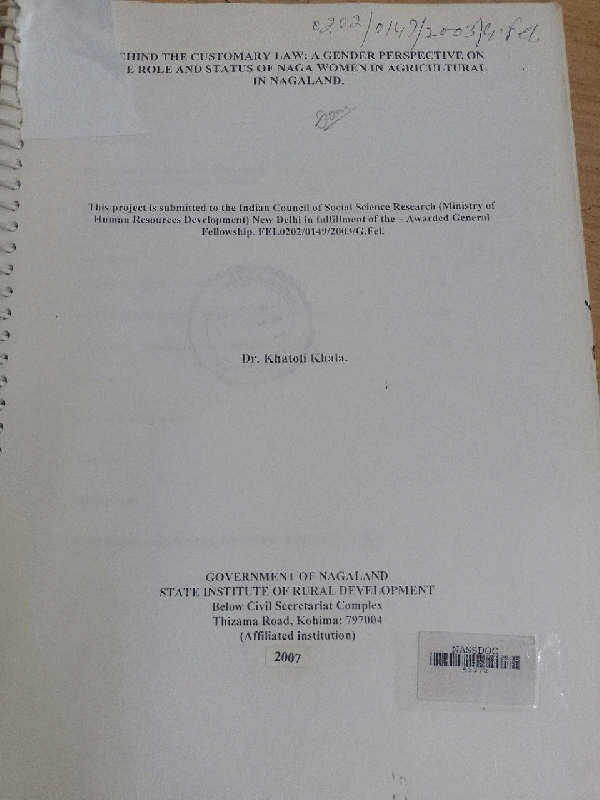 0202/0149/2003/G.Fel.
EHIND THE CUSTOMARY LAW: A GENDER PERSPECTIVE ON
E ROLE AND STATUS OF NAGA WOMEN IN AGRICULTURAL
IN NAGALAND.
This project is submitted to the Indian Council of Social Science Research (Ministry of
Human Resources Development) New Delhi in fulfillment of the – Awarded General
Fellowship. FEL0202/0149/2003/G.Fel.
Dr. Khatoli Khala.
GOVERNMENT OF NAGALAND
STATE INSTITUTE OF RURAL DEVELOPMENT
Below Civil Secretariat Complex
Thizama Road, Kohima: 797004
(Affiliated institution)
2007
NASSDOC